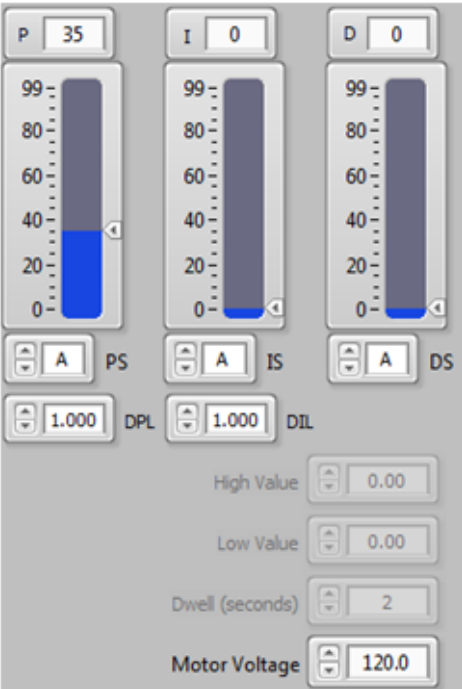 P 35 I 0 D 0
99 99 99
80 80 80
60 60 60
40 40 40
20 20 20
0 0 0
A PS A IS A DS
1.000 DPL 1.000 DIL
High Value 0.00
Low Value 0.00
Dwell (seconds) 2
Motor Voltage 120.0